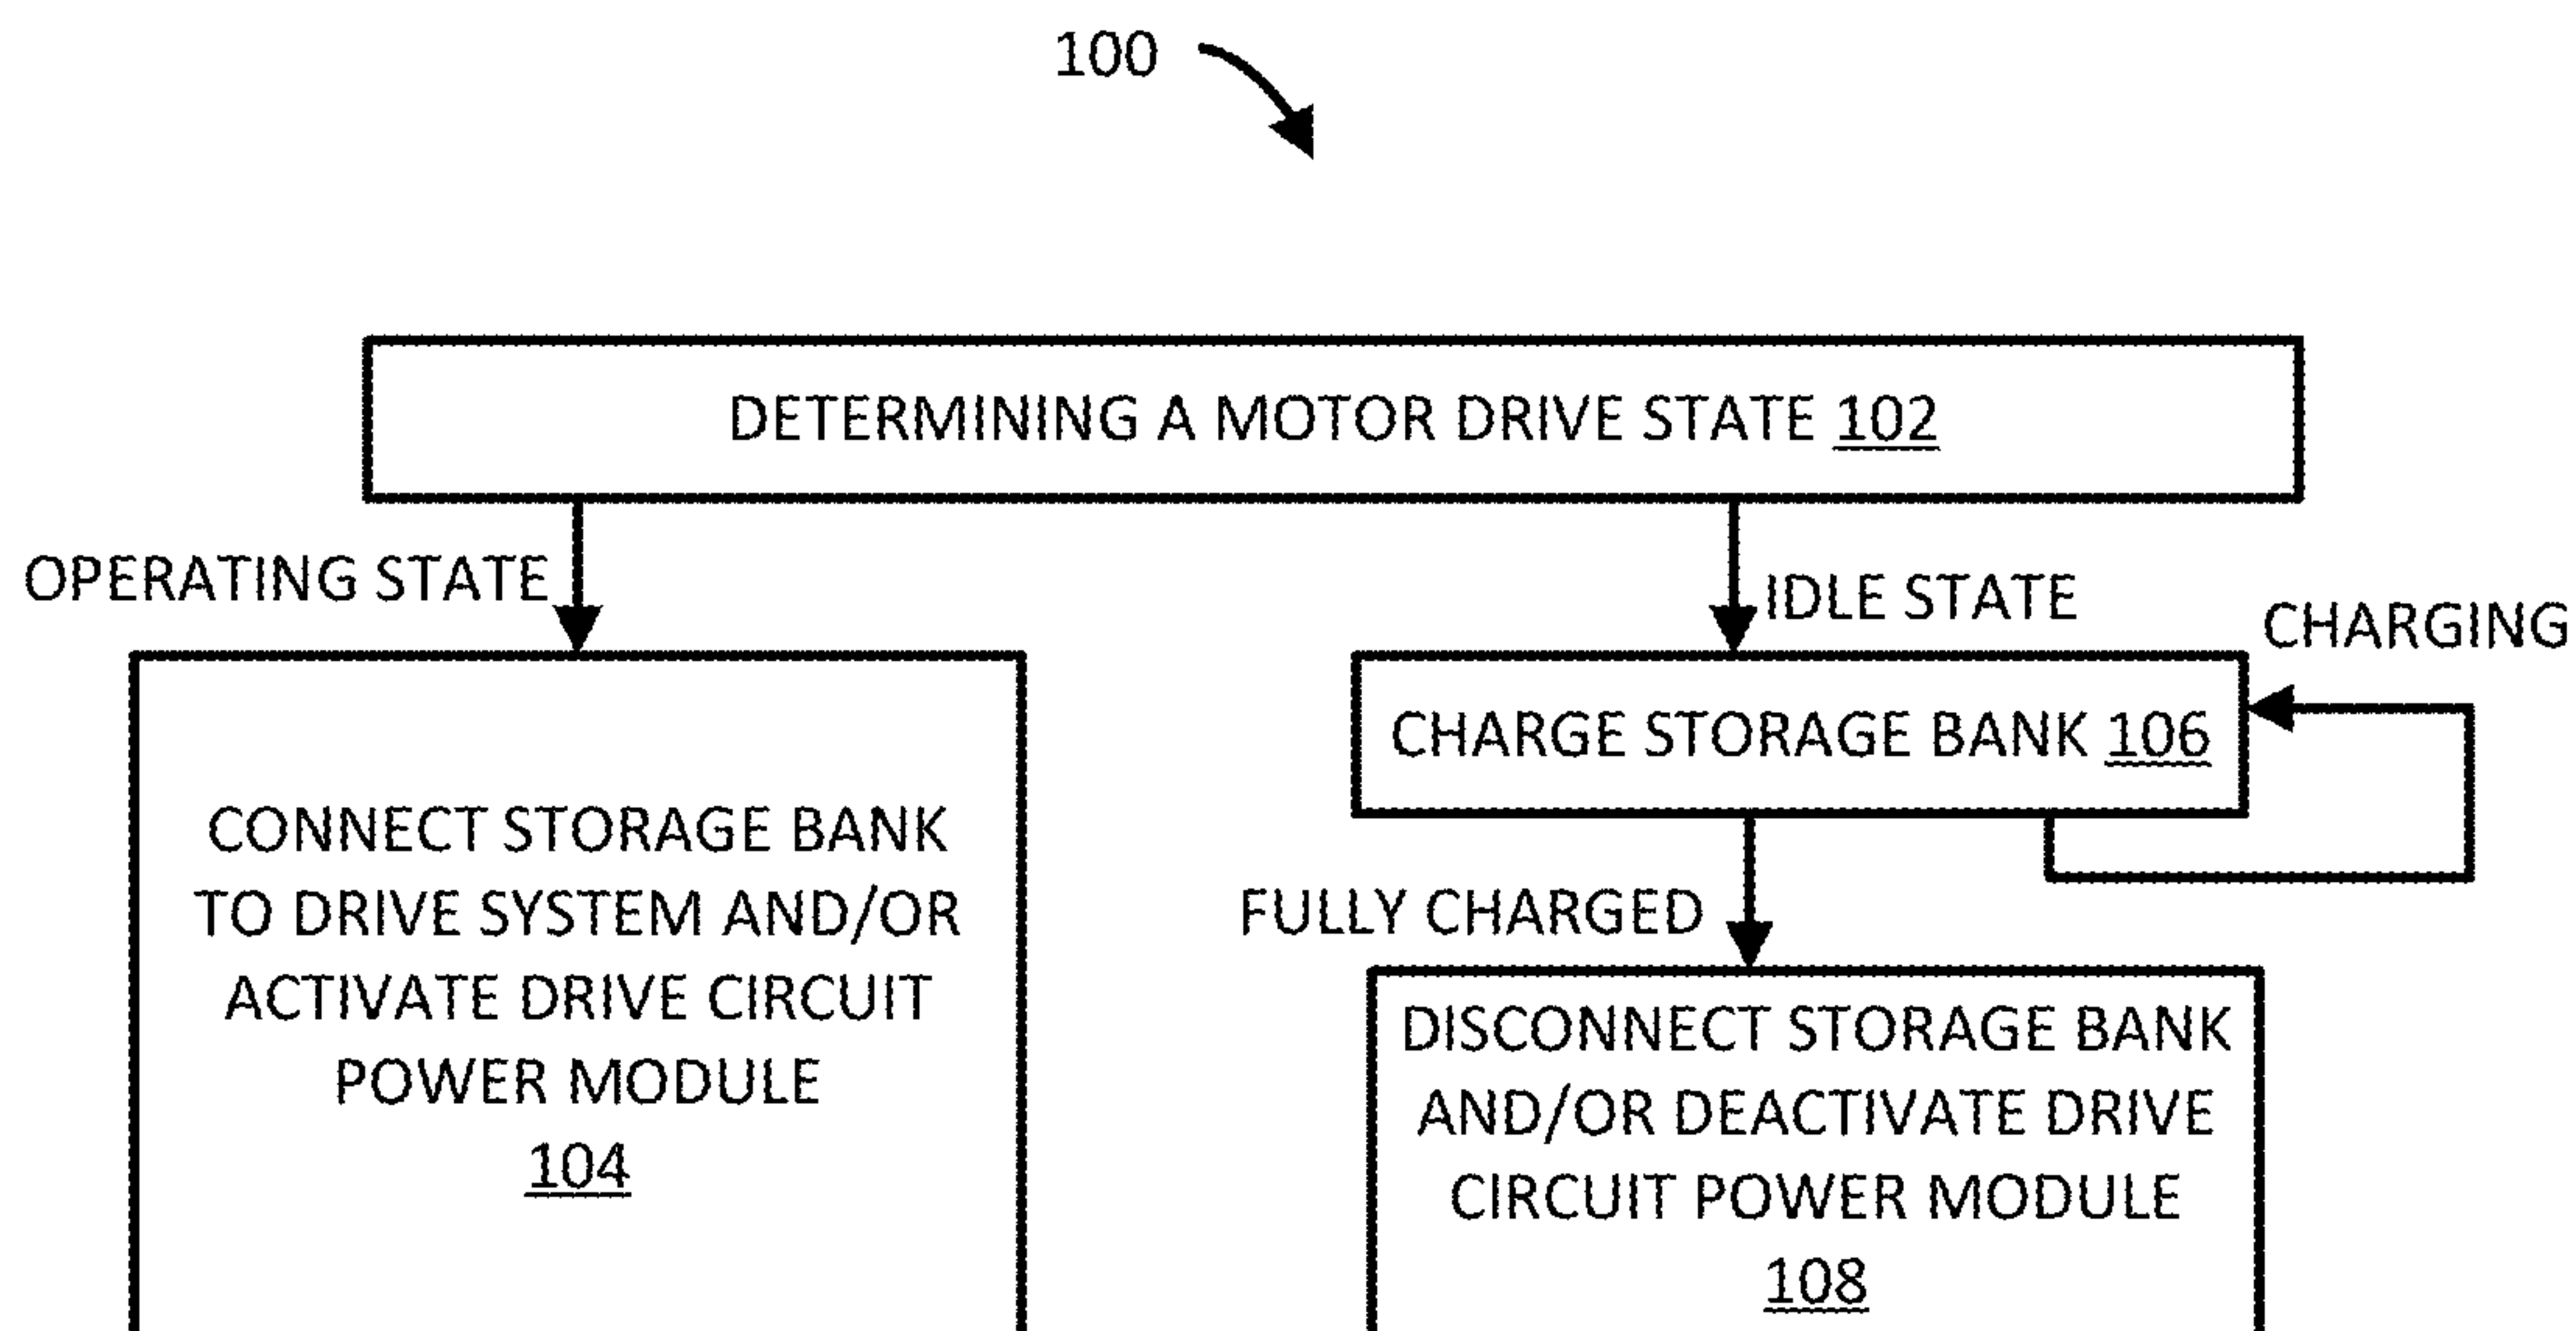 100
DETERMINING A MOTOR DRIVE STATE 102
OPERATING STATE
IDLE STATE
CHARGING
CHARGE STORAGE BANK 106
CONNECT STORAGE BANK
TO DRIVE SYSTEM AND/OR
ACTIVATE DRIVE CIRCUIT
POWER MODULE
104
FULLY CHARGED
DISCONNECT STORAGE BANK
AND/OR DEACTIVATE DRIVE
CIRCUIT POWER MODULE
108